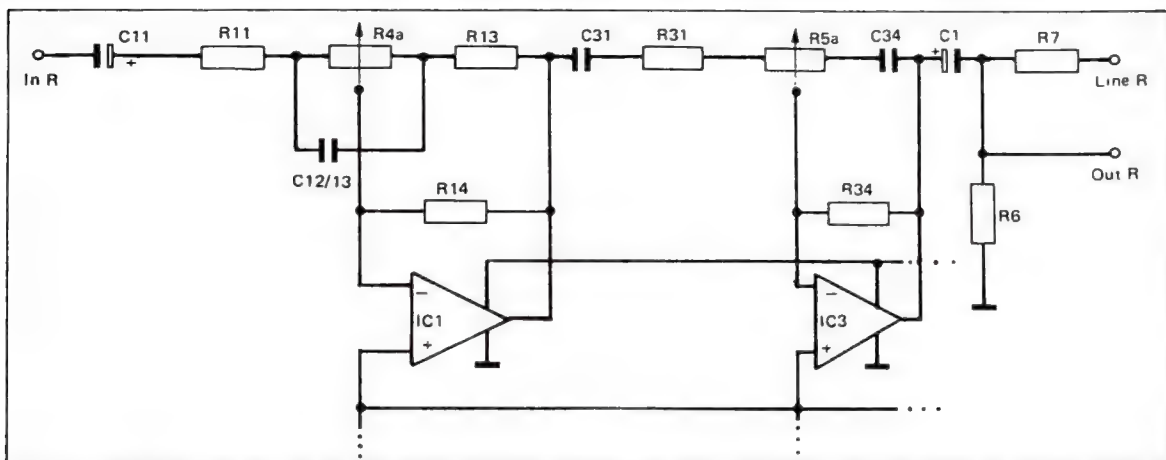 C11
R11
R4a
R13
C31
R31
R5a
C34
C1
R7
In R
+
+
Line R
C12/13
Out R
R14
R34
R6
−
IC1
+
−
IC3
+